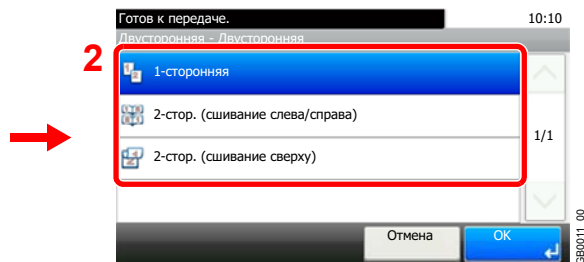 Готов к передаче.
10:10
Двусторонняя - Двусторонняя
2
1-сторонняя
2-стор. (сшивание слева/справа)
1/1
2-стор. (сшивание сверху)
Отмена
OK
GB0011_00